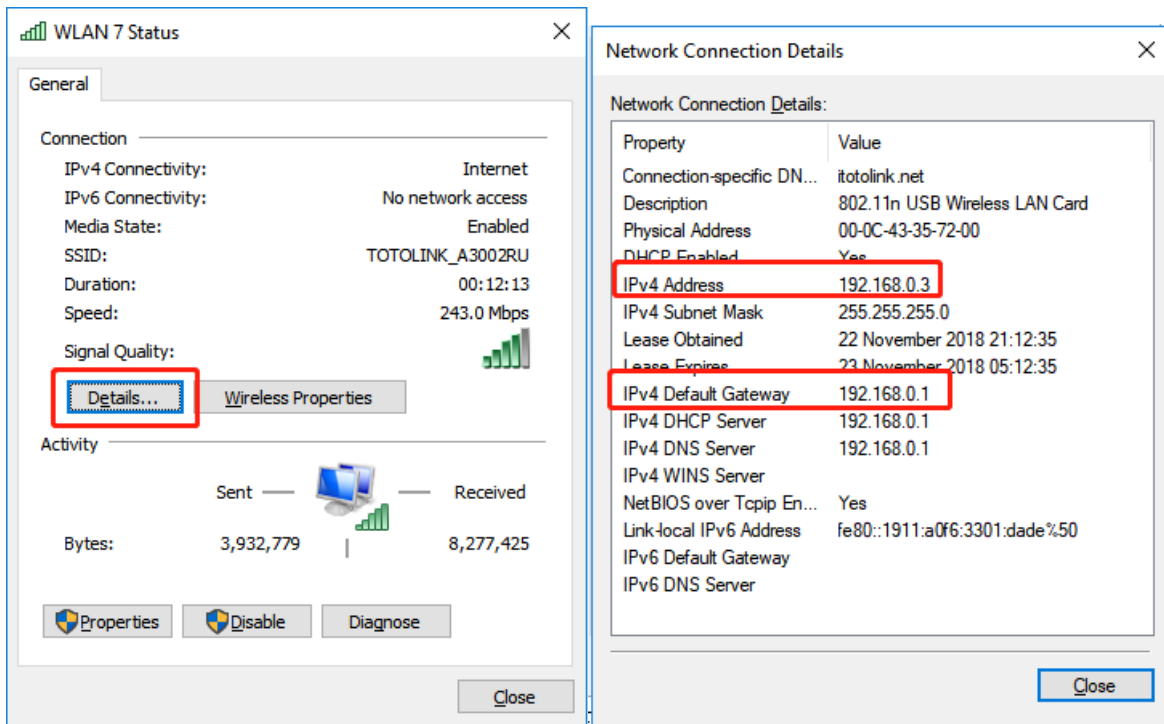 WLAN 7 Status
General
Connection
IPv4 Connectivity: Internet
IPv6 Connectivity: No network access
Media State: Enabled
SSID: TOTOLINK_A3002RU
Duration: 00:12:13
Speed: 243.0 Mbps
Signal Quality:
Details... Wireless Properties
Activity
Sent Received
Bytes: 3,932,779 8,277,425
Properties Disable Diagnose
Close
Network Connection Details
Network Connection Details:
Property Value
Connection-specific DN... itotolink.net
Description 802.11n USB Wireless LAN Card
Physical Address 00-0C-43-35-72-00
DHCP Enabled Yes
IPv4 Address 192.168.0.3
IPv4 Subnet Mask 255.255.255.0
Lease Obtained 22 November 2018 21:12:35
Lease Expires 23 November 2018 05:12:35
IPv4 Default Gateway 192.168.0.1
IPv4 DHCP Server 192.168.0.1
IPv4 DNS Server 192.168.0.1
IPv4 WINS Server
NetBIOS over Tcpip En... Yes
Link-local IPv6 Address fe80::1911:a0f6:3301:dade%50
IPv6 Default Gateway
IPv6 DNS Server
Close